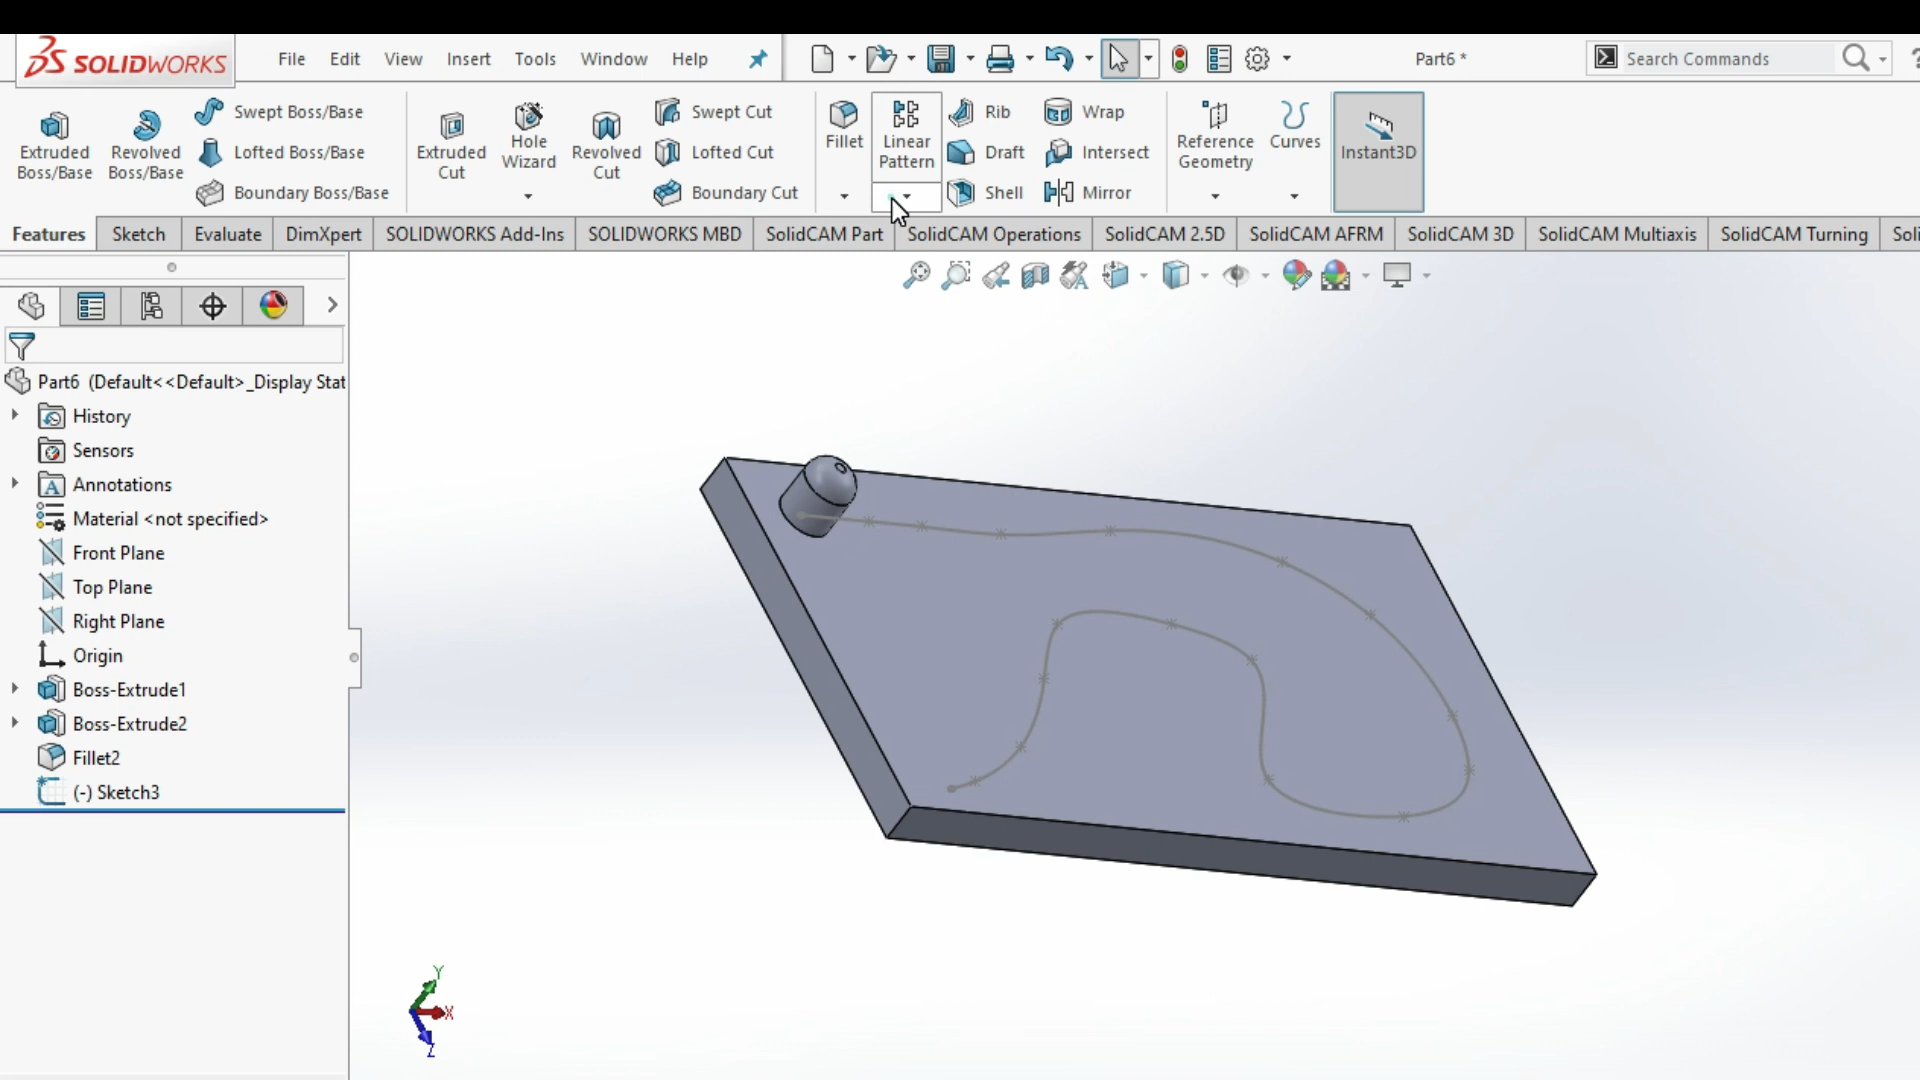 SOLIDWORKS File Edit View Insert Tools Window Help Part6 * Search Commands ?
Extruded Boss/Base
Revolved Boss/Base
Swept Boss/Base
Lofted Boss/Base
Boundary Boss/Base
Extruded Cut
Hole Wizard
Revolved Cut
Swept Cut
Lofted Cut
Boundary Cut
Fillet
Linear Pattern
Rib
Draft
Shell
Wrap
Intersect
Mirror
Reference Geometry
Curves
Instant3D
Features Sketch Evaluate DimXpert SOLIDWORKS Add-Ins SOLIDWORKS MBD SolidCAM Part SolidCAM Operations SolidCAM 2.5D SolidCAM AFRM SolidCAM 3D SolidCAM Multiaxis SolidCAM Turning Soli
Part6 (Default<<Default>_Display Stat
History
Sensors
Annotations
Material <not specified>
Front Plane
Top Plane
Right Plane
Origin
Boss-Extrude1
Boss-Extrude2
Fillet2
(-) Sketch3
Y
X
Z